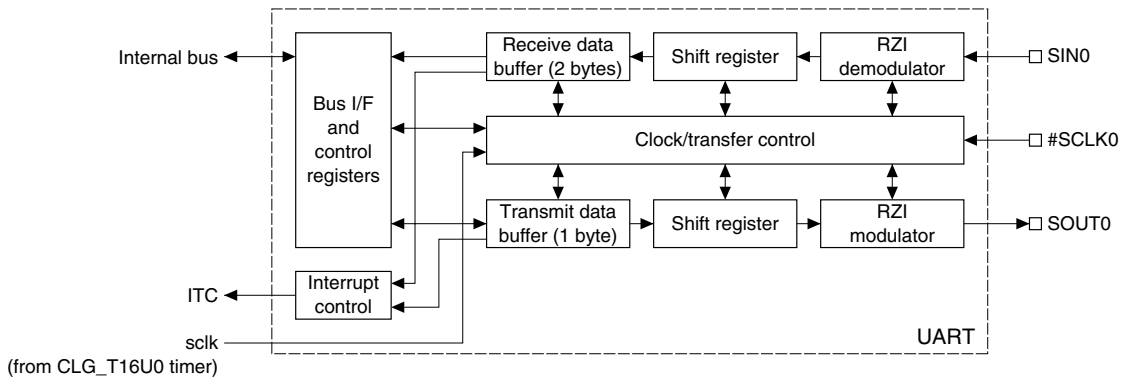 Internal bus
Bus I/F
and
control
registers
Receive data
buffer (2 bytes)
Shift register
RZI
demodulator
SIN0
Clock/transfer control
#SCLK0
Transmit data
buffer (1 byte)
Shift register
RZI
modulator
SOUT0
ITC
Interrupt
control
sclk
(from CLG_T16U0 timer)
UART